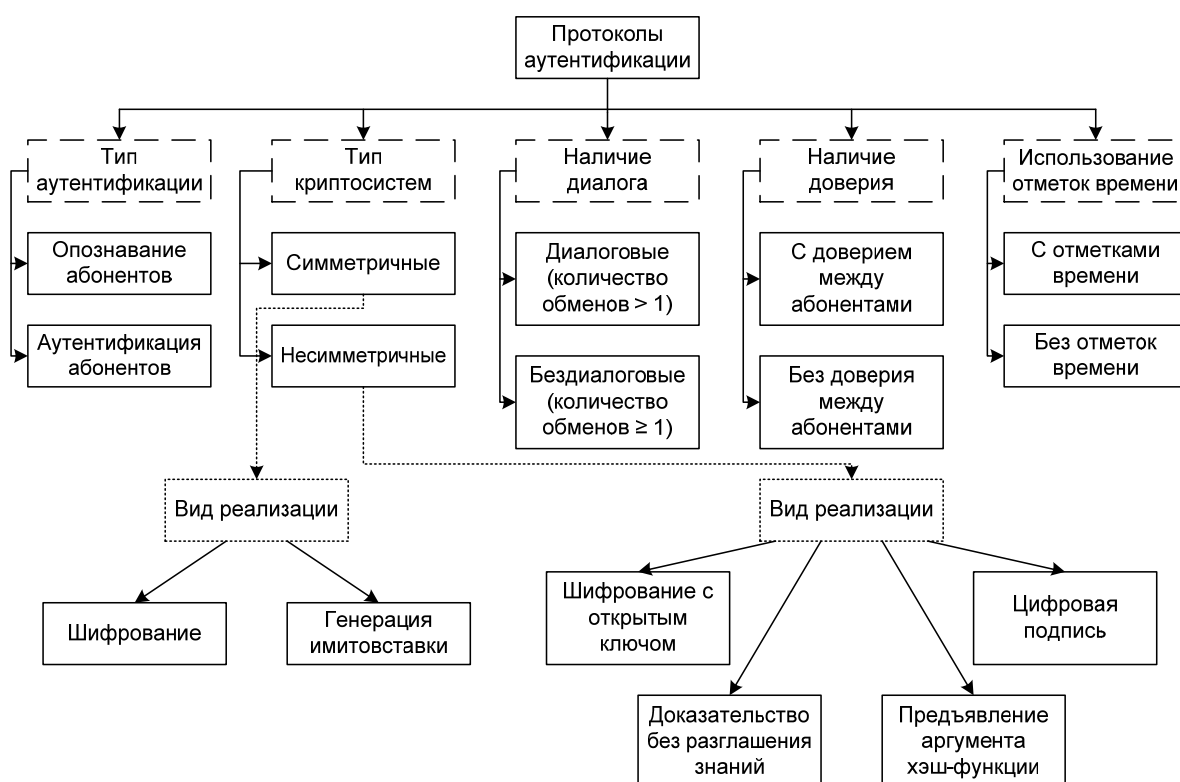 Протоколы
аутентификации
Тип
аутентификации
Тип
криптосистем
Наличие
диалога
Наличие
доверия
Использование
отметок времени
Опознавание
абонентов
Симметричные
Диалоговые
(количество
обменов > 1)
С доверием
между
абонентами
С отметками
времени
Аутентификация
абонентов
Несимметричные
Бездиалоговые
(количество
обменов ≥ 1)
Без доверия
между
абонентами
Без отметок
времени
Вид реализации
Вид реализации
Шифрование
Генерация
имитовставки
Шифрование с
открытым
ключом
Цифровая
подпись
Доказательство
без разглашения
знаний
Предъявление
аргумента
хэш-функции